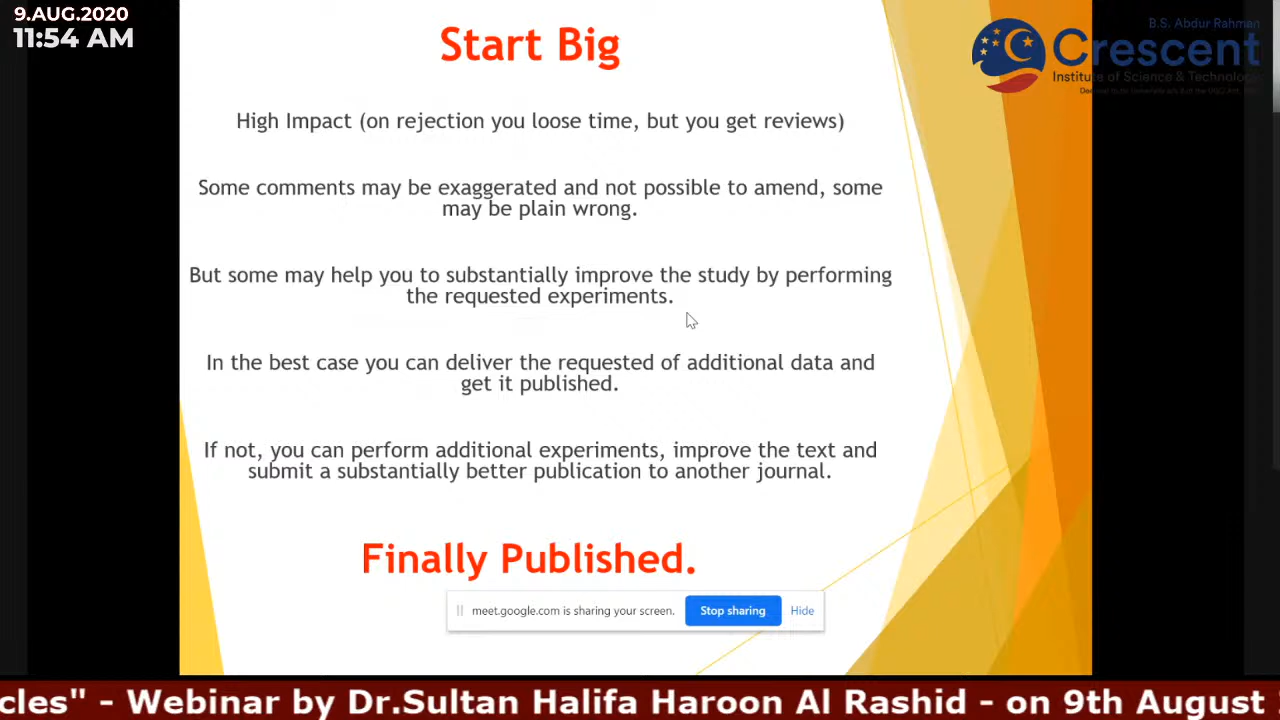 9.AUG.2020
11:54 AM
Start Big
B.S. Abdur Rahman
Crescent
Institute of Science & Technology
High Impact (on rejection you loose time, but you get reviews)
Some comments may be exaggerated and not possible to amend, some
may be plain wrong.
But some may help you to substantially improve the study by performing
the requested experiments.
In the best case you can deliver the requested of additional data and
get it published.
If not, you can perform additional experiments, improve the text and
submit a substantially better publication to another journal.
Finally Published.
meet.google.com is sharing your screen. Stop sharing Hide
cles" - Webinar by Dr.Sultan Halifa Haroon Al Rashid - on 9th August